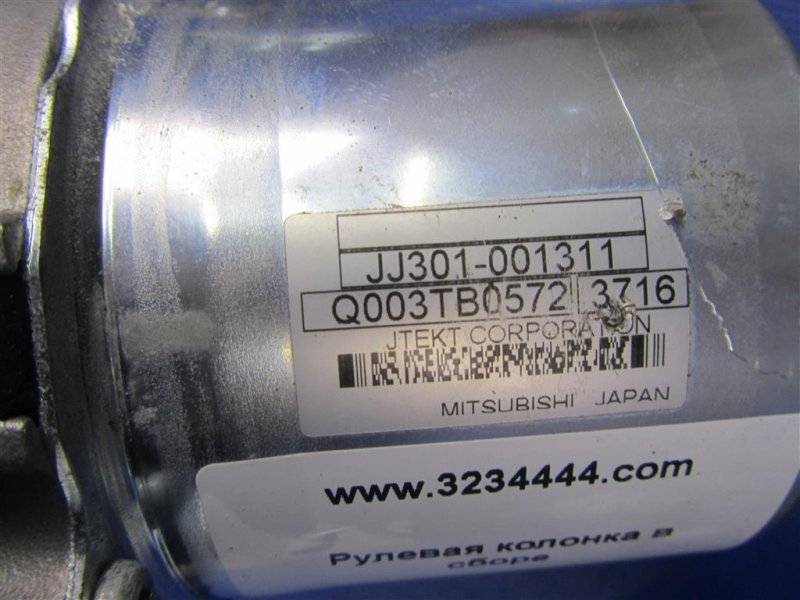 JJ301-001311
Q003TB0572 3716
JTEKT CORPORATION
MITSUBISHI JAPAN
www.3234444.com
Рулевая колонка в
сборе